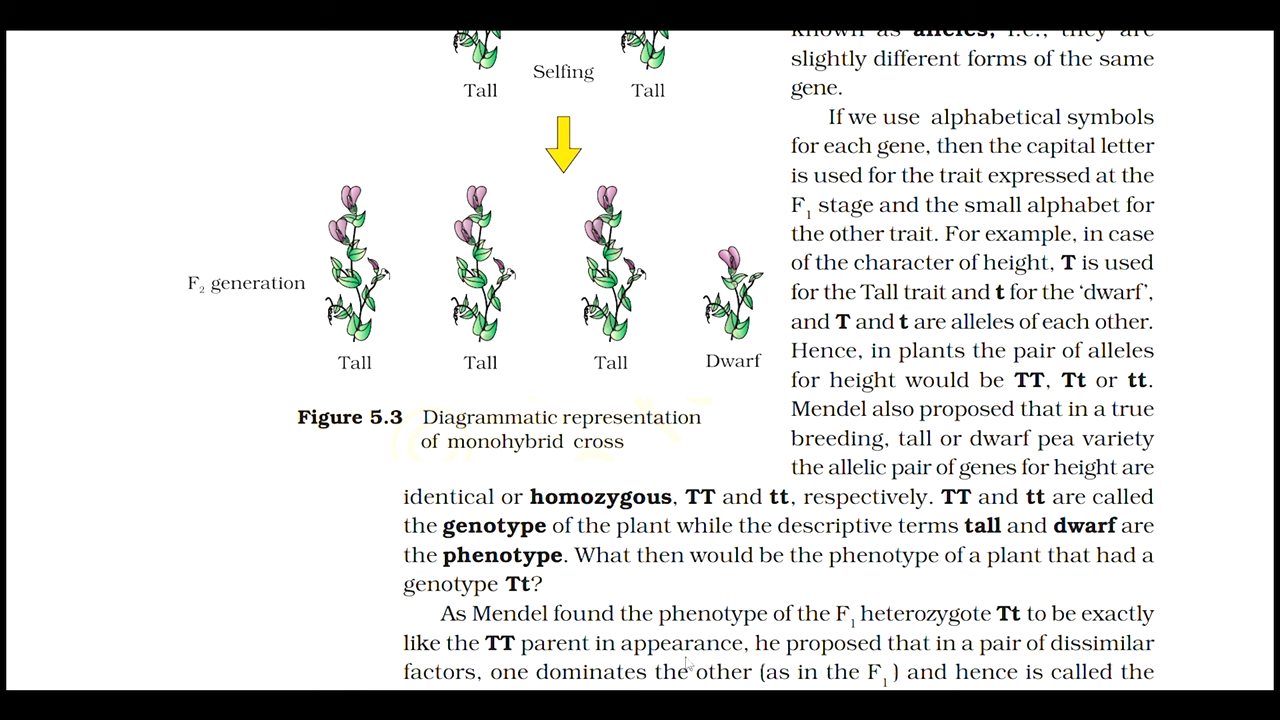 Selfing
Tall
Tall
F2 generation
Tall
Tall
Tall
Dwarf
Figure 5.3 Diagrammatic representation
of monohybrid cross
known as alleles, i.e., they are
slightly different forms of the same
gene.
If we use alphabetical symbols
for each gene, then the capital letter
is used for the trait expressed at the
F1 stage and the small alphabet for
the other trait. For example, in case
of the character of height, T is used
for the Tall trait and t for the ‘dwarf’,
and T and t are alleles of each other.
Hence, in plants the pair of alleles
for height would be TT, Tt or tt.
Mendel also proposed that in a true
breeding, tall or dwarf pea variety
the allelic pair of genes for height are
identical or homozygous, TT and tt, respectively. TT and tt are called
the genotype of the plant while the descriptive terms tall and dwarf are
the phenotype. What then would be the phenotype of a plant that had a
genotype Tt?
As Mendel found the phenotype of the F1 heterozygote Tt to be exactly
like the TT parent in appearance, he proposed that in a pair of dissimilar
factors, one dominates the other (as in the F1 ) and hence is called the